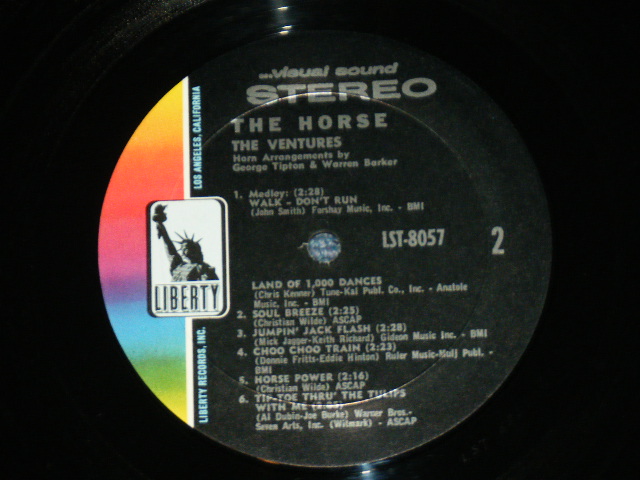 ...visual sound
STEREO
THE HORSE
THE VENTURES
Horn Arrangements by
George Tipton & Warren Barker
1. Medley: (2:28)
WALK - DON'T RUN
(John Smith) Forshay Music, Inc. - BMI
LST-8057
2
LAND OF 1,000 DANCES
(Chris Kenner) Tune-Kel Publ. Co., Inc. - Anatole
Music, Inc. - BMI
2. SOUL BREEZE (2:25)
(Christian Wilde) ASCAP
3. JUMPIN' JACK FLASH (2:28)
(Mick Jagger-Keith Richard) Gideon Music Inc. - BMI
4. CHOO CHOO TRAIN (2:23)
(Donnie Fritts-Eddie Hinton) Ruler Music- Publ. -
BMI
5. HORSE POWER (2:16)
(Christian Wilde) ASCAP
6. TIP-TOE THRU' THE TULIPS
WITH ME
(Al Dubin-Joe Burke) Warner Bros.-
Seven Arts, Inc. (Witmark) - ASCAP
LOS ANGELES, CALIFORNIA
LIBERTY
LIBERTY RECORDS, INC.